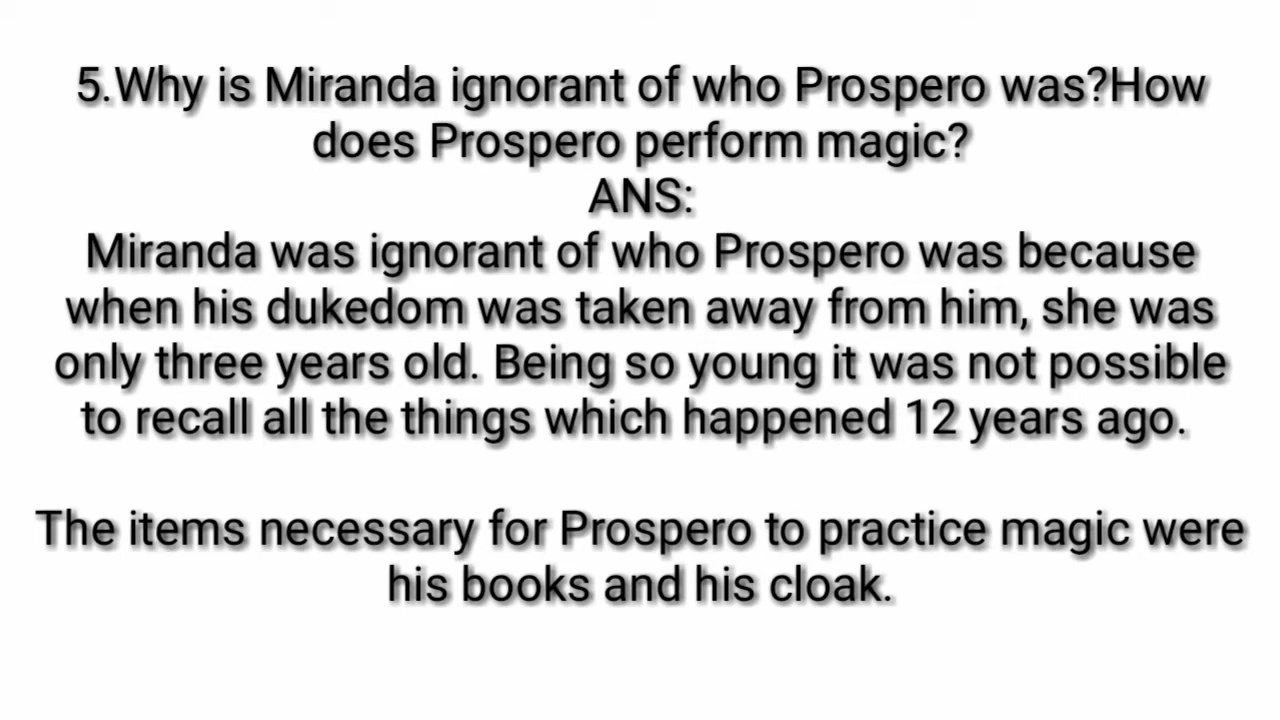 5.Why is Miranda ignorant of who Prospero was?How
does Prospero perform magic?
ANS:
Miranda was ignorant of who Prospero was because
when his dukedom was taken away from him, she was
only three years old. Being so young it was not possible
to recall all the things which happened 12 years ago.
The items necessary for Prospero to practice magic were
his books and his cloak.